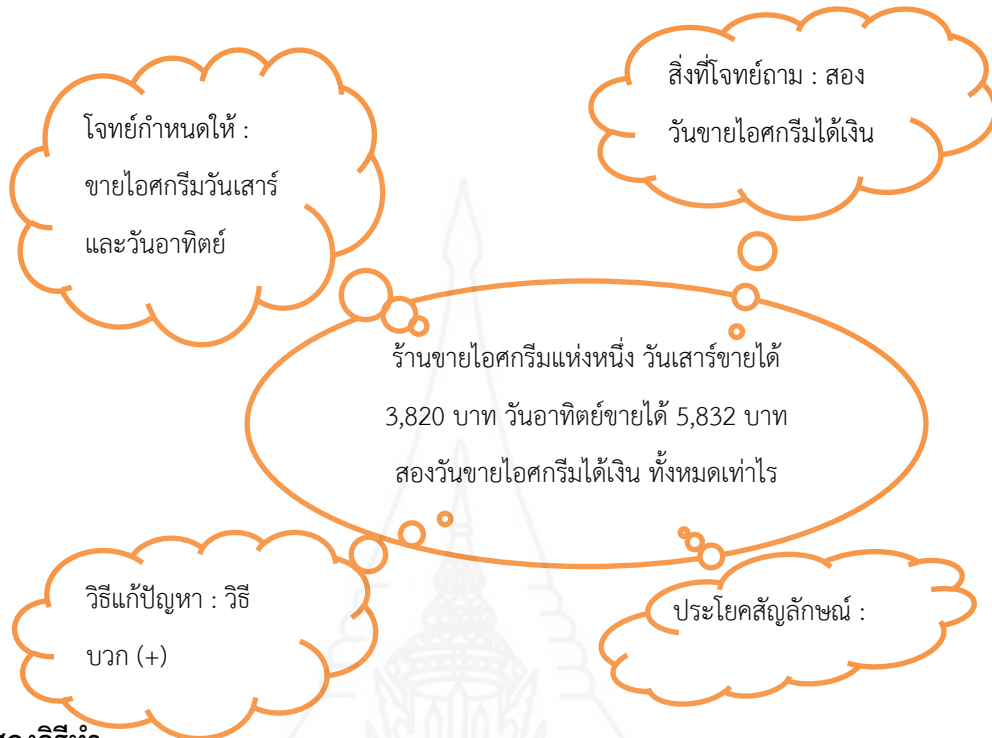 โจทย์กำหนดให้ :
ขายไอศกรีมวันเสาร์
และวันอาทิตย์
สิ่งที่โจทย์ถาม : สอง
วันขายไอศกรีมได้เงิน
ร้านขายไอศกรีมแห่งหนึ่ง วันเสาร์ขายได้
3,820 บาท วันอาทิตย์ขายได้ 5,832 บาท
สองวันขายไอศกรีมได้เงิน ทั้งหมดเท่าไร
วิธีแก้ปัญหา : วิธี
บวก (+)
ประโยคสัญลักษณ์ :